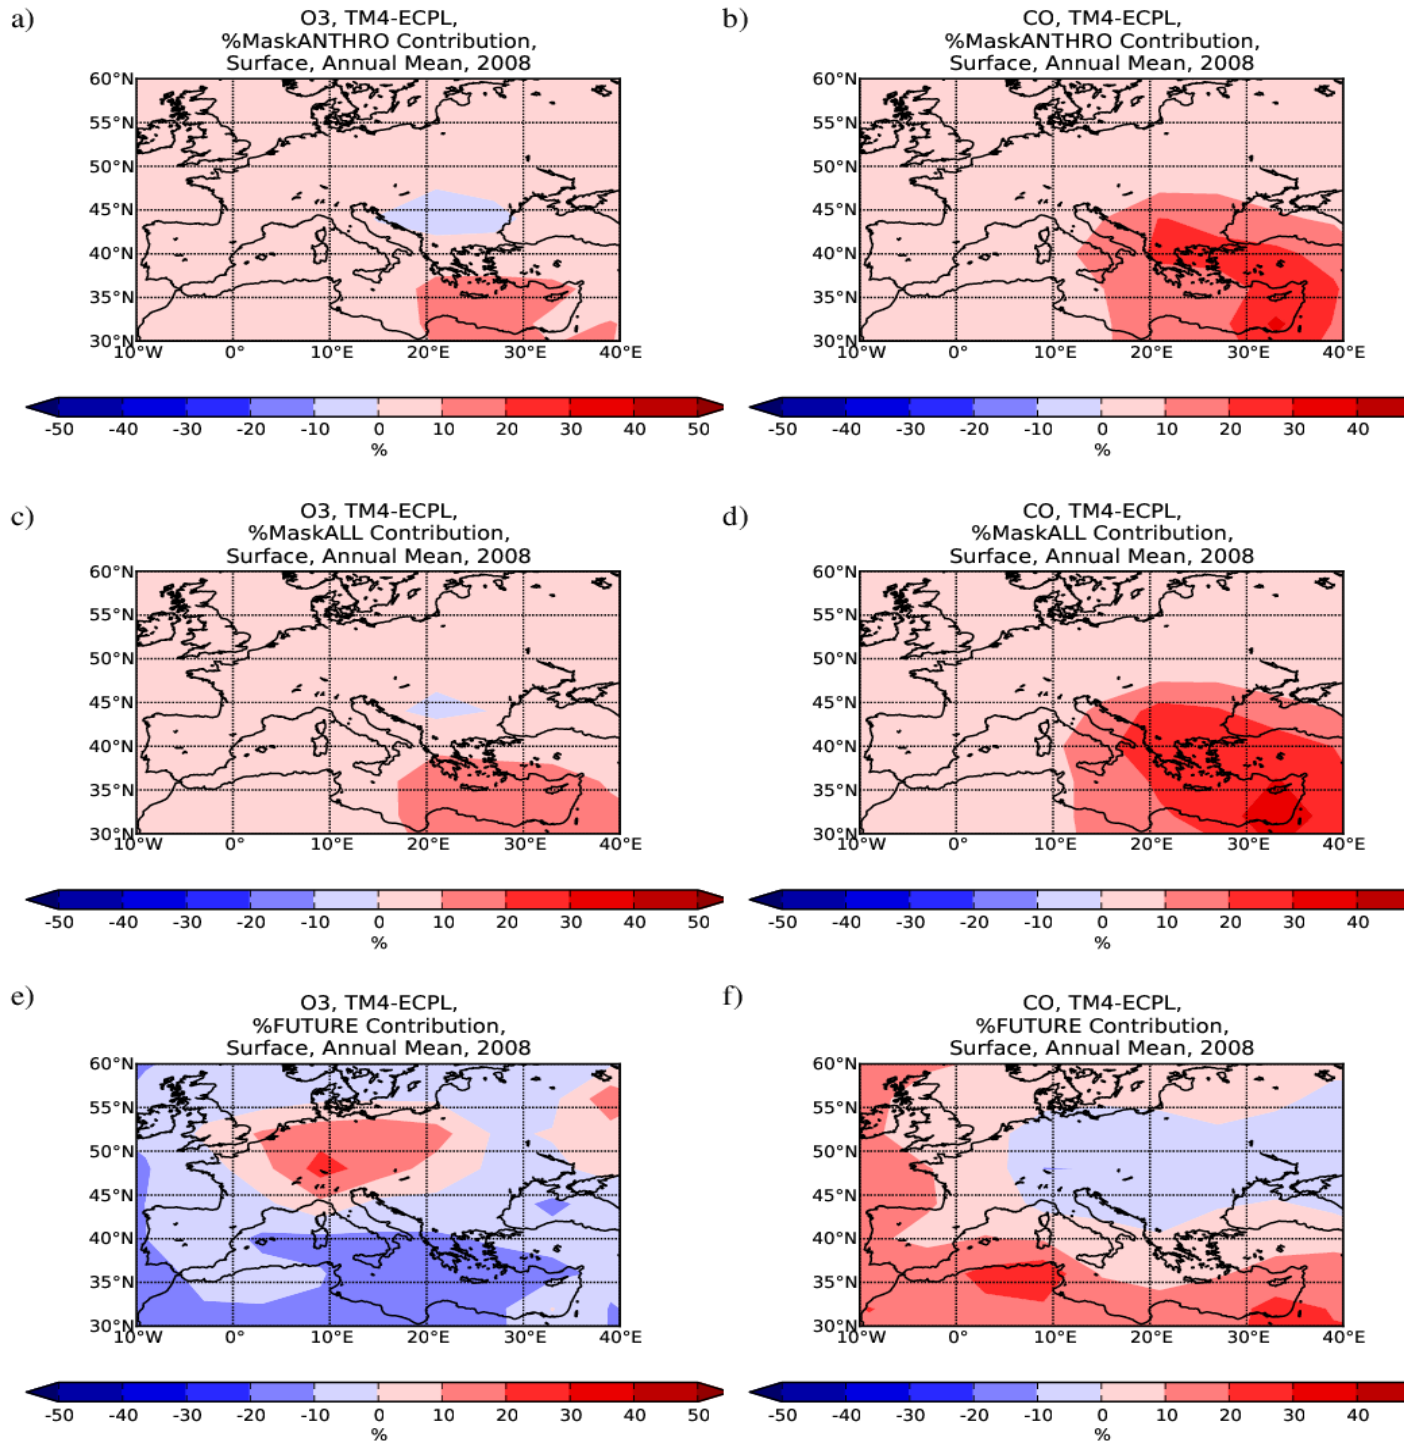 a)
O3, TM4-ECPL,
%MaskANTHRO Contribution,
Surface, Annual Mean, 2008
60°N
55°N
50°N
45°N
40°N
35°N
30°N
10°W 0° 10°E 20°E 30°E 40°E
-50 -40 -30 -20 -10 0 10 20 30 40 50
%
b)
CO, TM4-ECPL,
%MaskANTHRO Contribution,
Surface, Annual Mean, 2008
60°N
55°N
50°N
45°N
40°N
35°N
30°N
10°W 0° 10°E 20°E 30°E 40°E
-50 -40 -30 -20 -10 0 10 20 30 40
%
c)
O3, TM4-ECPL,
%MaskALL Contribution,
Surface, Annual Mean, 2008
60°N
55°N
50°N
45°N
40°N
35°N
30°N
10°W 0° 10°E 20°E 30°E 40°E
-50 -40 -30 -20 -10 0 10 20 30 40 50
%
d)
CO, TM4-ECPL,
%MaskALL Contribution,
Surface, Annual Mean, 2008
60°N
55°N
50°N
45°N
40°N
35°N
30°N
10°W 0° 10°E 20°E 30°E 40°E
-50 -40 -30 -20 -10 0 10 20 30 40
%
e)
O3, TM4-ECPL,
%FUTURE Contribution,
Surface, Annual Mean, 2008
60°N
55°N
50°N
45°N
40°N
35°N
30°N
10°W 0° 10°E 20°E 30°E 40°E
-50 -40 -30 -20 -10 0 10 20 30 40 50
%
f)
CO, TM4-ECPL,
%FUTURE Contribution,
Surface, Annual Mean, 2008
60°N
55°N
50°N
45°N
40°N
35°N
30°N
10°W 0° 10°E 20°E 30°E 40°E
-50 -40 -30 -20 -10 0 10 20 30 40
%